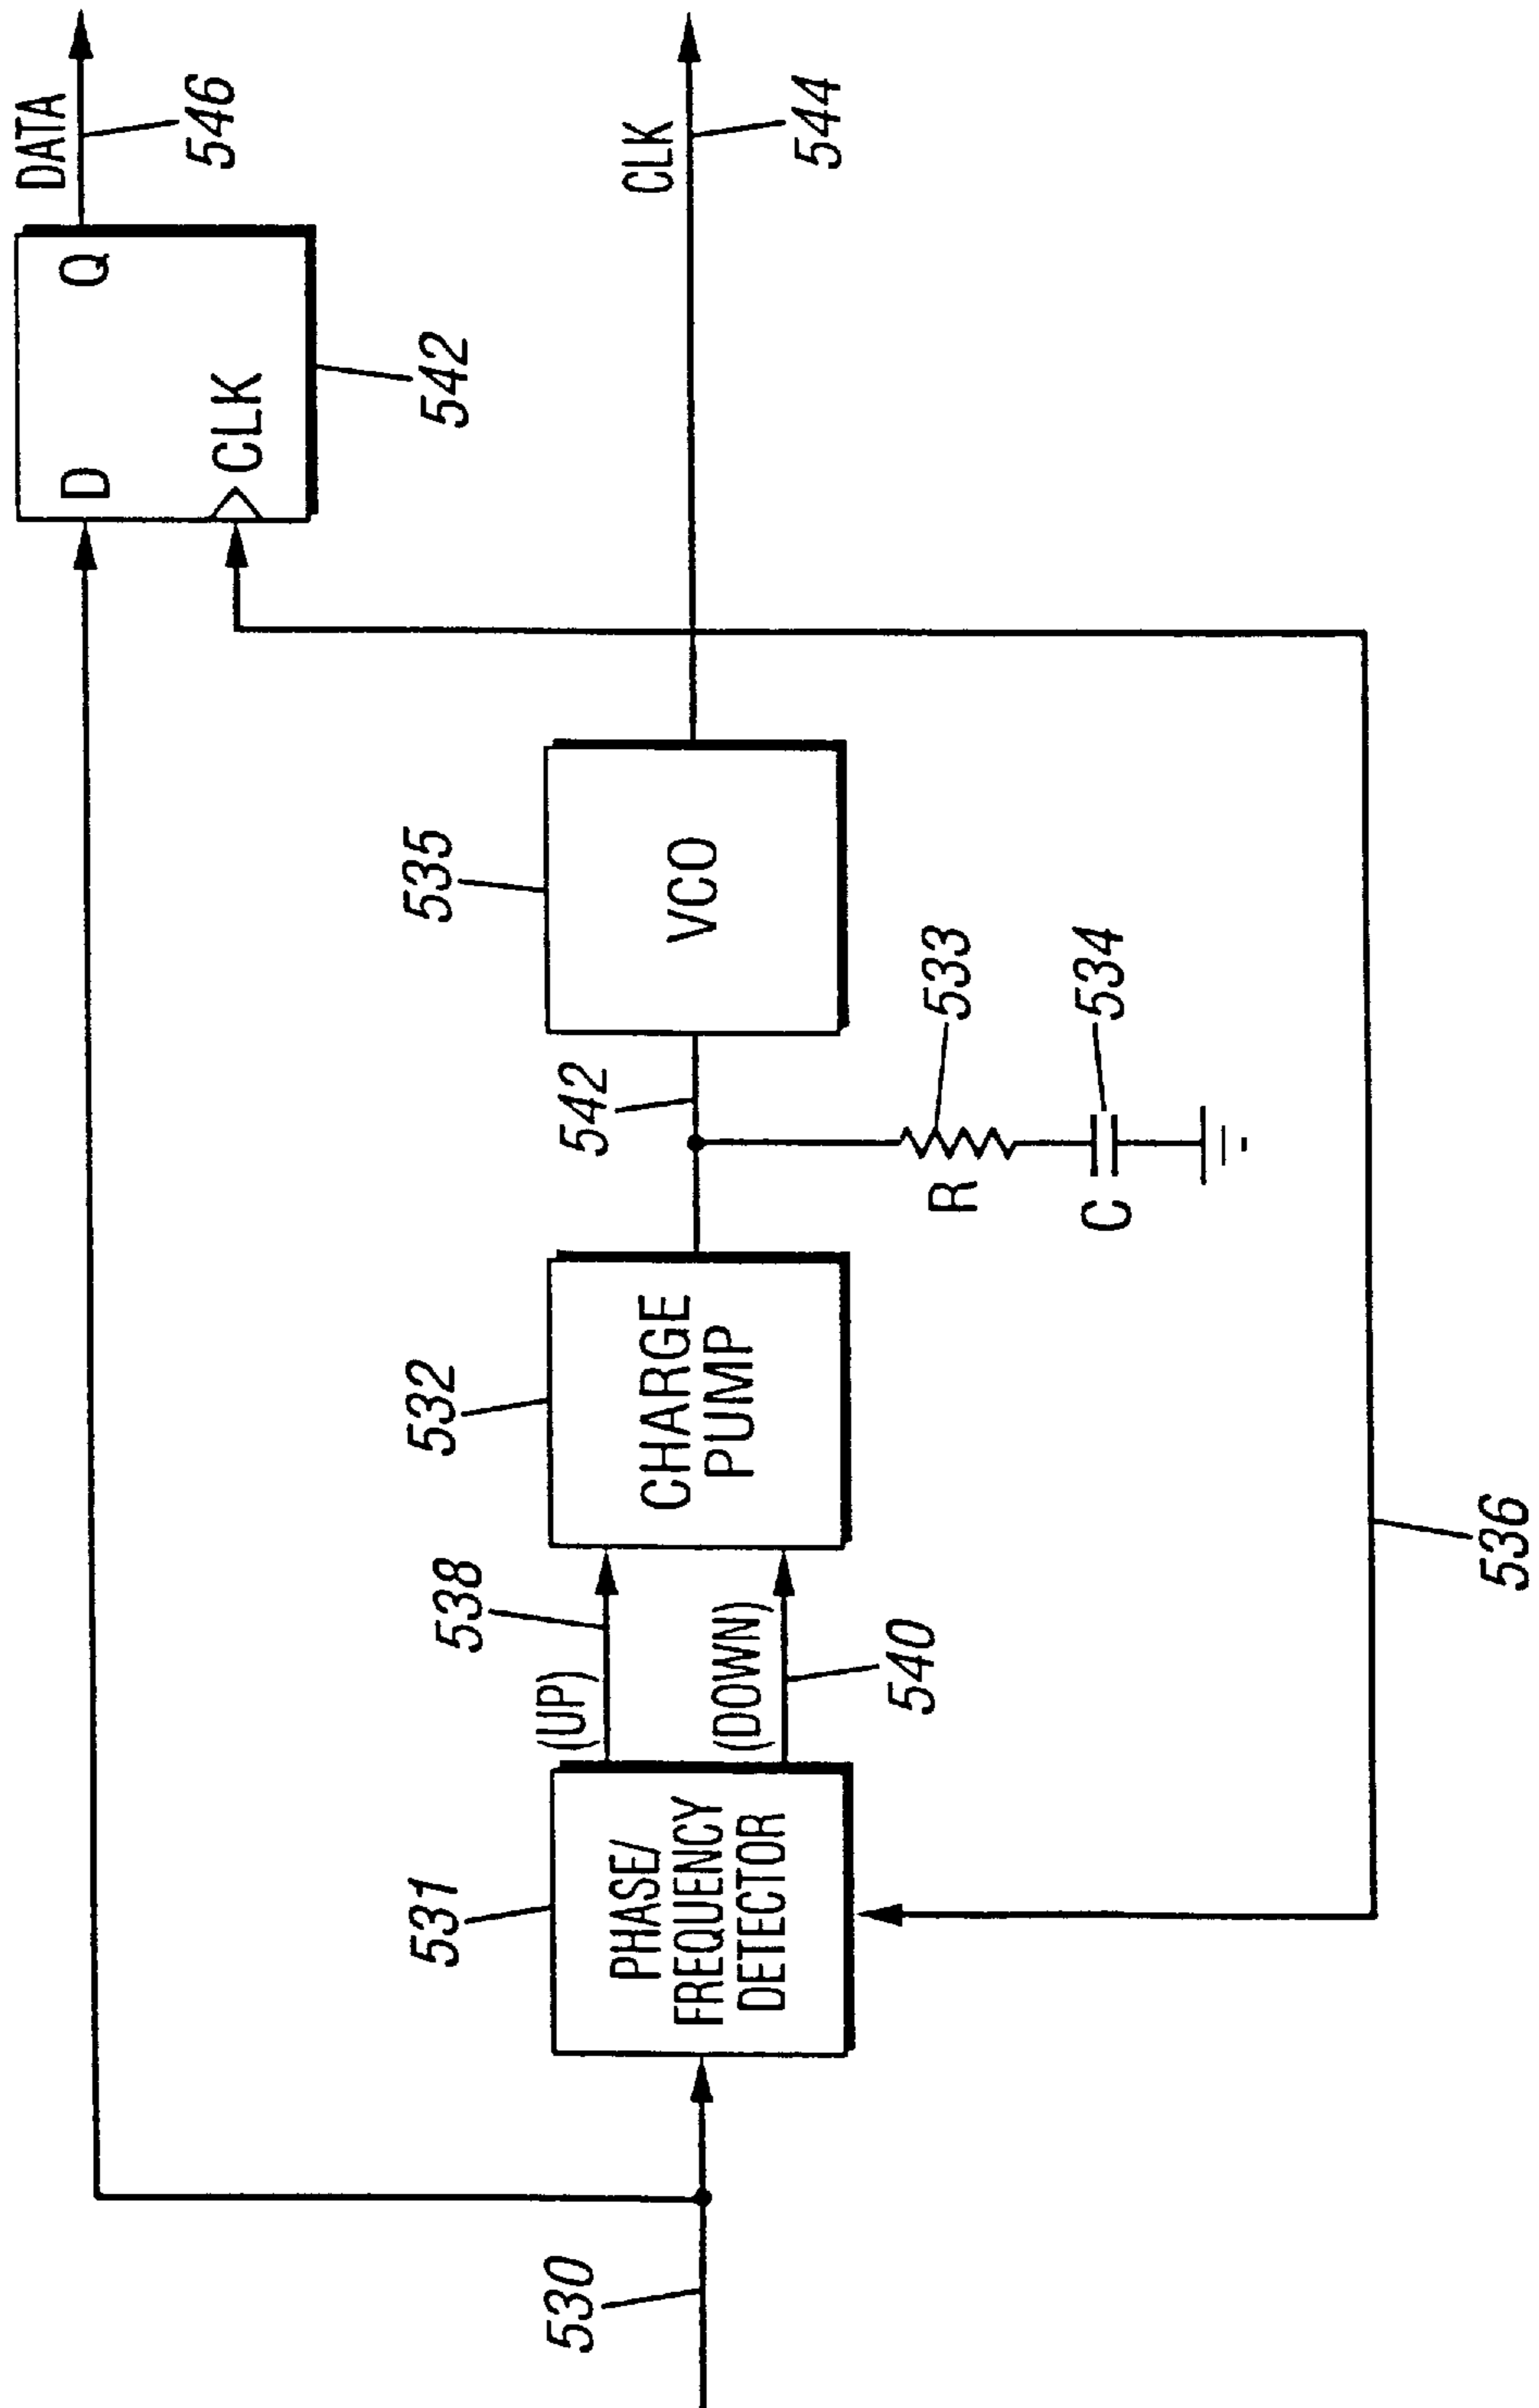 DATA
546
D Q
CLK
542
CLK
544
535
VCO
542
533
R
534
C
532
CHARGE
PUMP
538
(UP)
(DOWN)
540
531
PHASE/
FREQUENCY
DETECTOR
530
536